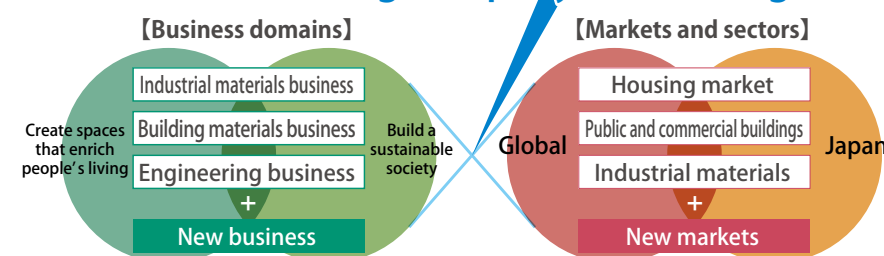 【Business domains】
Industrial materials business
Building materials business
Engineering business
+
New business
Create spaces
that enrich
people's living
Build a
sustainable
society
【Markets and sectors】
Housing market
Public and commercial buildings
Industrial materials
+
New markets
Global
Japan